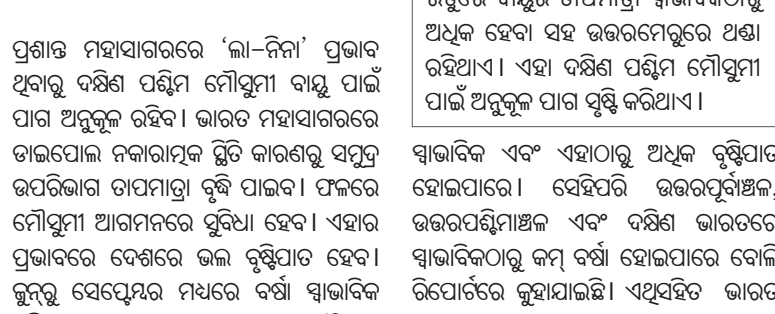 ପ୍ରଶାନ୍ତ ମହାସାଗରରେ ‘ଲା-ନିନା’ ପ୍ରଭାବ
ଥିବାରୁ ଦକ୍ଷିଣ ପଶ୍ଚିମ ମୌସୁମୀ ବାୟୁ ପାଇଁ
ପାଗ ଅନୁକୂଳ ରହିବ। ଭାରତ ମହାସାଗରରେ
ଡାଇପୋଲ ନକାରାତ୍ମକ ସ୍ଥିତି କାରଣରୁ ସମୁଦ୍ର
ଉପରିଭାଗ ତାପମାତ୍ରା ବୃଦ୍ଧି ପାଇବ। ଫଳରେ
ମୌସୁମୀ ଆଗମନରେ ସୁବିଧା ହେବ। ଏହାର
ପ୍ରଭାବରେ ଦେଶରେ ଭଲ ବୃଷ୍ଟିପାତ ହେବ।
ଜୁନ୍‌ରୁ ସେପ୍ଟେମ୍ବର ମଧ୍ୟରେ ବର୍ଷା ସ୍ୱାଭାବିକ
ଅଧିକ ହେବା ସହ ଉତ୍ତରମେରୁରେ ଥଣ୍ଡା
ରହିଥାଏ। ଏହା ଦକ୍ଷିଣ ପଶ୍ଚିମ ମୌସୁମୀ
ପାଇଁ ଅନୁକୂଳ ପାଗ ସୃଷ୍ଟି କରିଥାଏ।
ସ୍ୱାଭାବିକ ଏବଂ ଏହାଠାରୁ ଅଧିକ ବୃଷ୍ଟିପାତ
ହୋଇପାରେ। ସେହିପରି ଉତ୍ତରପୂର୍ବାଞ୍ଚଳ,
ଉତ୍ତରପଶ୍ଚିମାଞ୍ଚଳ ଏବଂ ଦକ୍ଷିଣ ଭାରତରେ
ସ୍ୱାଭାବିକଠାରୁ କମ୍ ବର୍ଷା ହୋଇପାରେ ବୋଲି
ରିପୋର୍ଟରେ କୁହାଯାଇଛି। ଏଥିସହିତ ଭାରତ